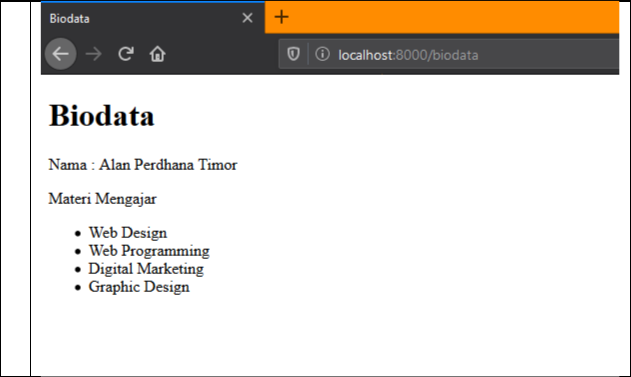 Biodata
localhost:8000/biodata
Biodata
Nama : Alan Perdhana Timor
Materi Mengajar
Web Design
Web Programming
Digital Marketing
Graphic Design